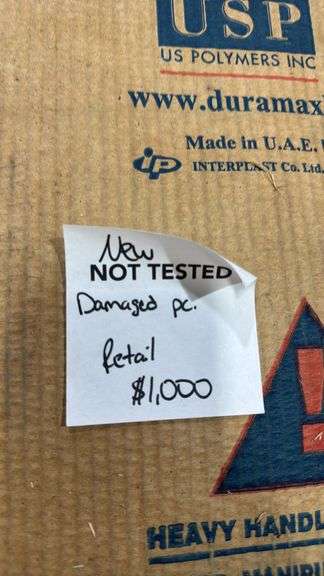 USP
US POLYMERS INC
www.duramax
Made in U.A.E.
ip INTERPLAST Co. Ltd.
New
NOT TESTED
Damaged pc.
Retail
$1,000
!
HEAVY HANDL